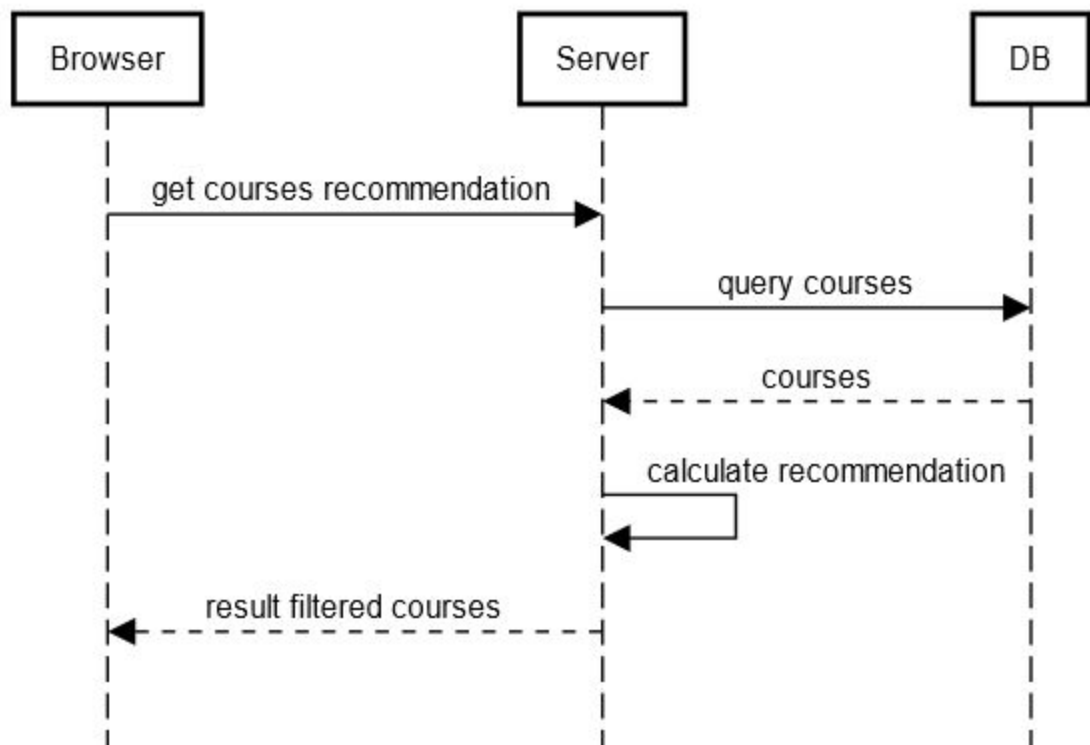 Browser
Server
DB
get courses recommendation
query courses
courses
calculate recommendation
result filtered courses